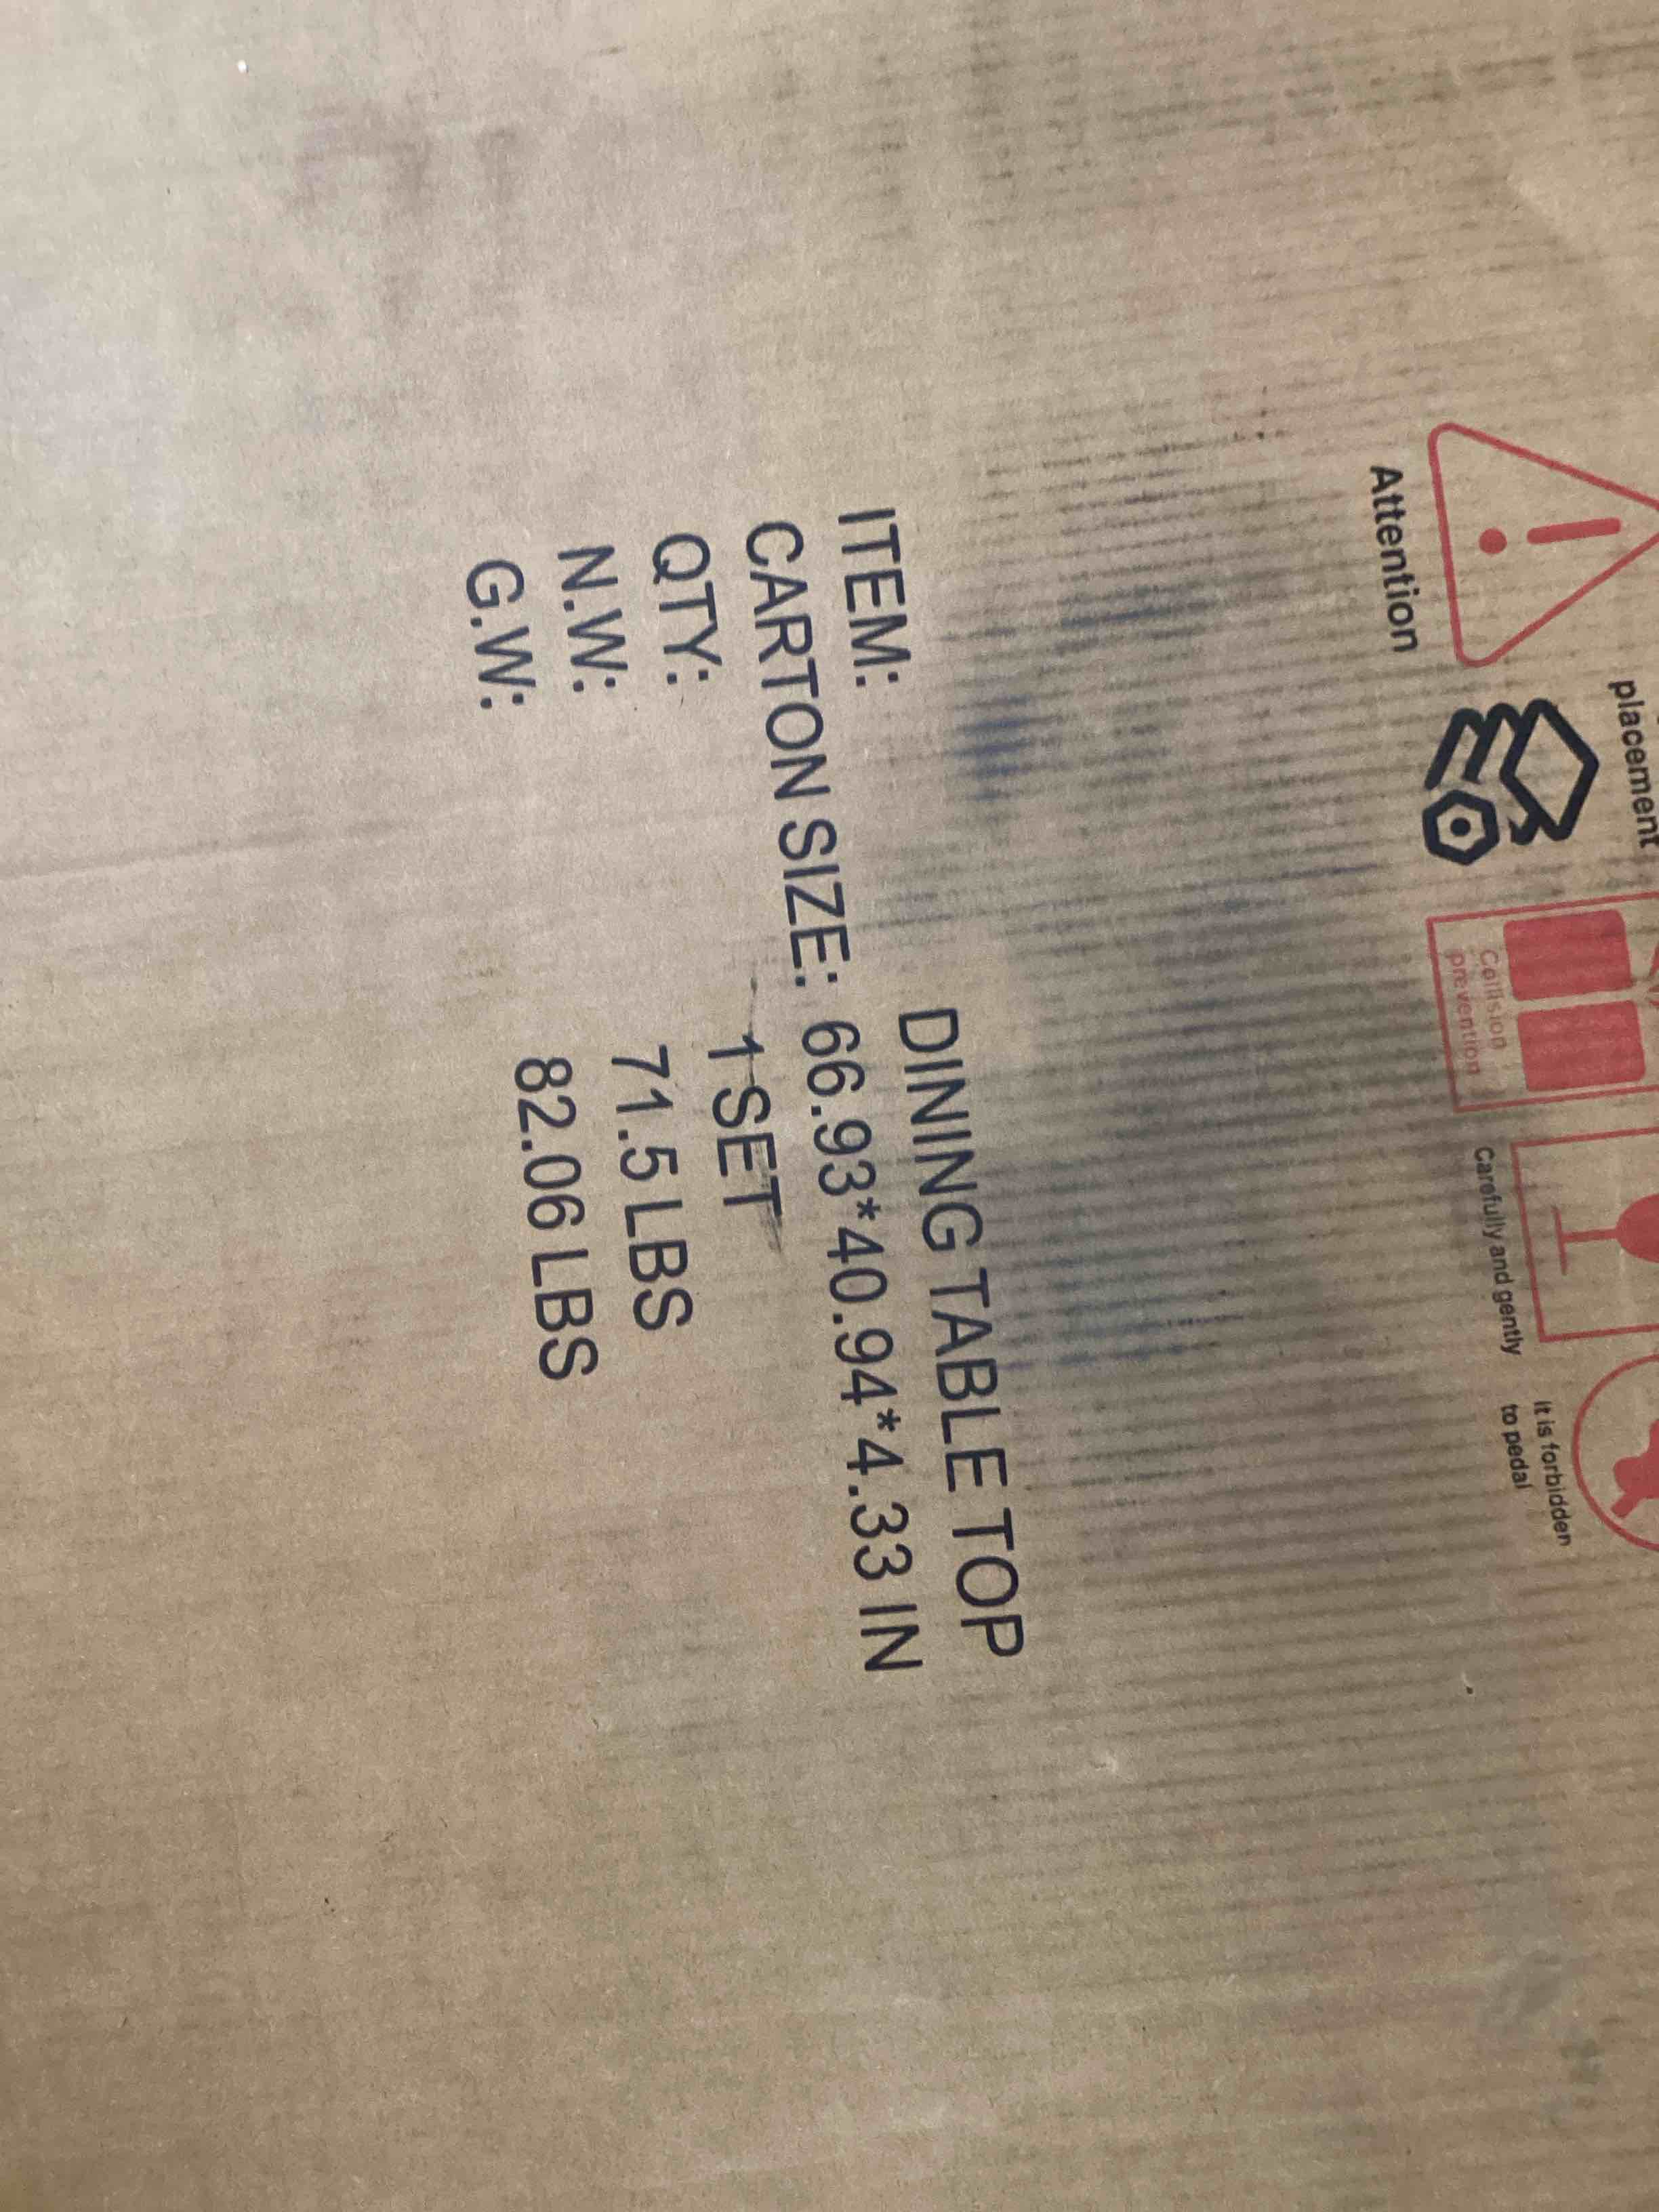 placement
Attention
Collision
prevention
Carefully and gently
It is forbidden
to pedal
ITEM: DINING TABLE TOP
CARTON SIZE: 66.93*40.94*4.33 IN
QTY: 1 SET
N.W: 71.5 LBS
G.W: 82.06 LBS